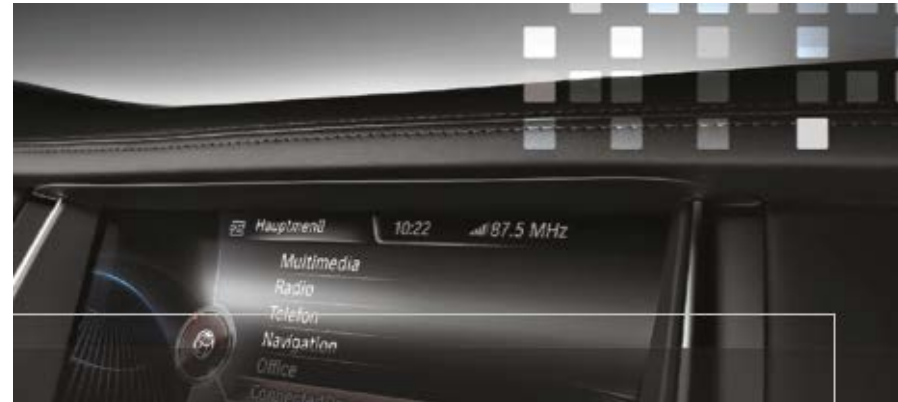 Hauptmenü 10:22 87.5 MHz
Multimedia
Radio
Telefon
Navigation
Office